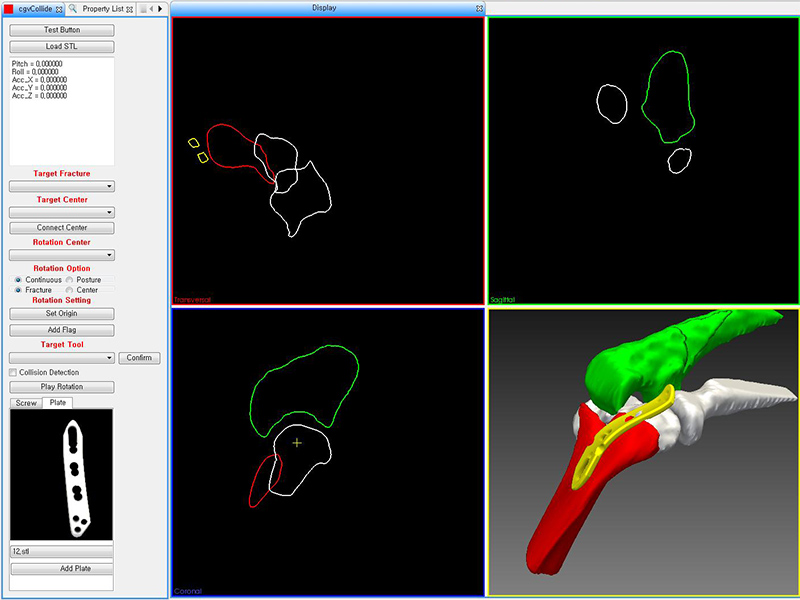 cgvCollide
Property List
Display
Test Button
Load STL
Pitch = 0,000000
Roll = 0,000000
Acc_X = 0,000000
Acc_Y = 0,000000
Acc_Z = 0,000000
Target Fracture
Target Center
Connect Center
Rotation Center
Rotation Option
Continuous Posture
Fracture Center
Rotation Setting
Set Origin
Add Flag
Target Tool
Confirm
Collision Detection
Play Rotation
Screw Plate
12,stl
Add Plate
Transversal
Sagittal
Coronal